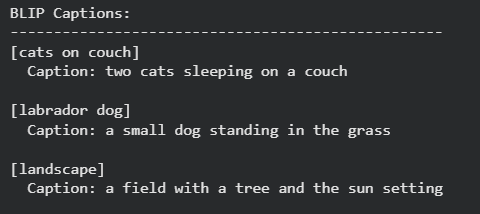 BLIP Captions:
--------------------------------------------------
[cats on couch]
  Caption: two cats sleeping on a couch

[labrador dog]
  Caption: a small dog standing in the grass

[landscape]
  Caption: a field with a tree and the sun setting